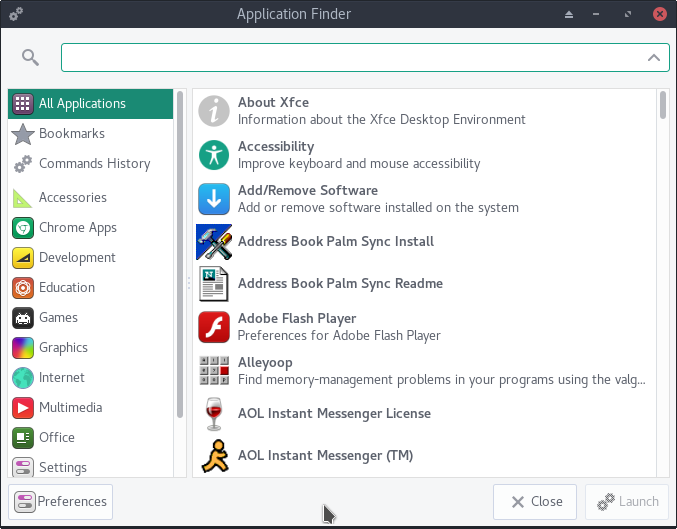 Application Finder
All Applications
Bookmarks
Commands History
Accessories
Chrome Apps
Development
Education
Games
Graphics
Internet
Multimedia
Office
Settings
About Xfce
Information about the Xfce Desktop Environment
Accessibility
Improve keyboard and mouse accessibility
Add/Remove Software
Add or remove software installed on the system
Address Book Palm Sync Install
Address Book Palm Sync Readme
Adobe Flash Player
Preferences for Adobe Flash Player
Alleyoop
Find memory-management problems in your programs using the valg...
AOL Instant Messenger License
AOL Instant Messenger (TM)
Preferences
Close
Launch